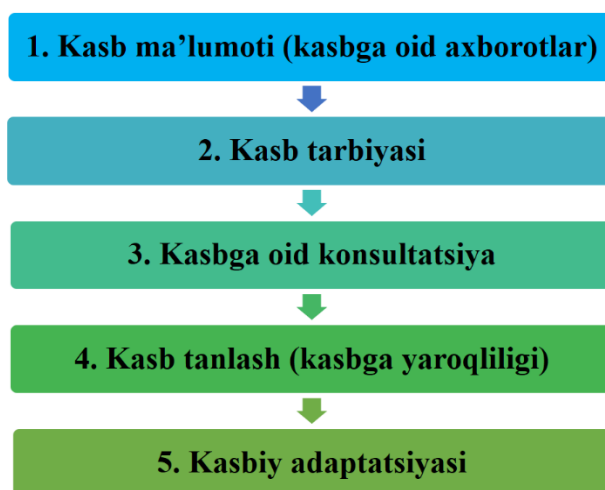 1. Kasb ma’lumoti (kasbga oid axborotlar)
2. Kasb tarbiyasi
3. Kasbga oid konsultatsiya
4. Kasb tanlash (kasbga yaroqliligi)
5. Kasbiy adaptatsiyasi